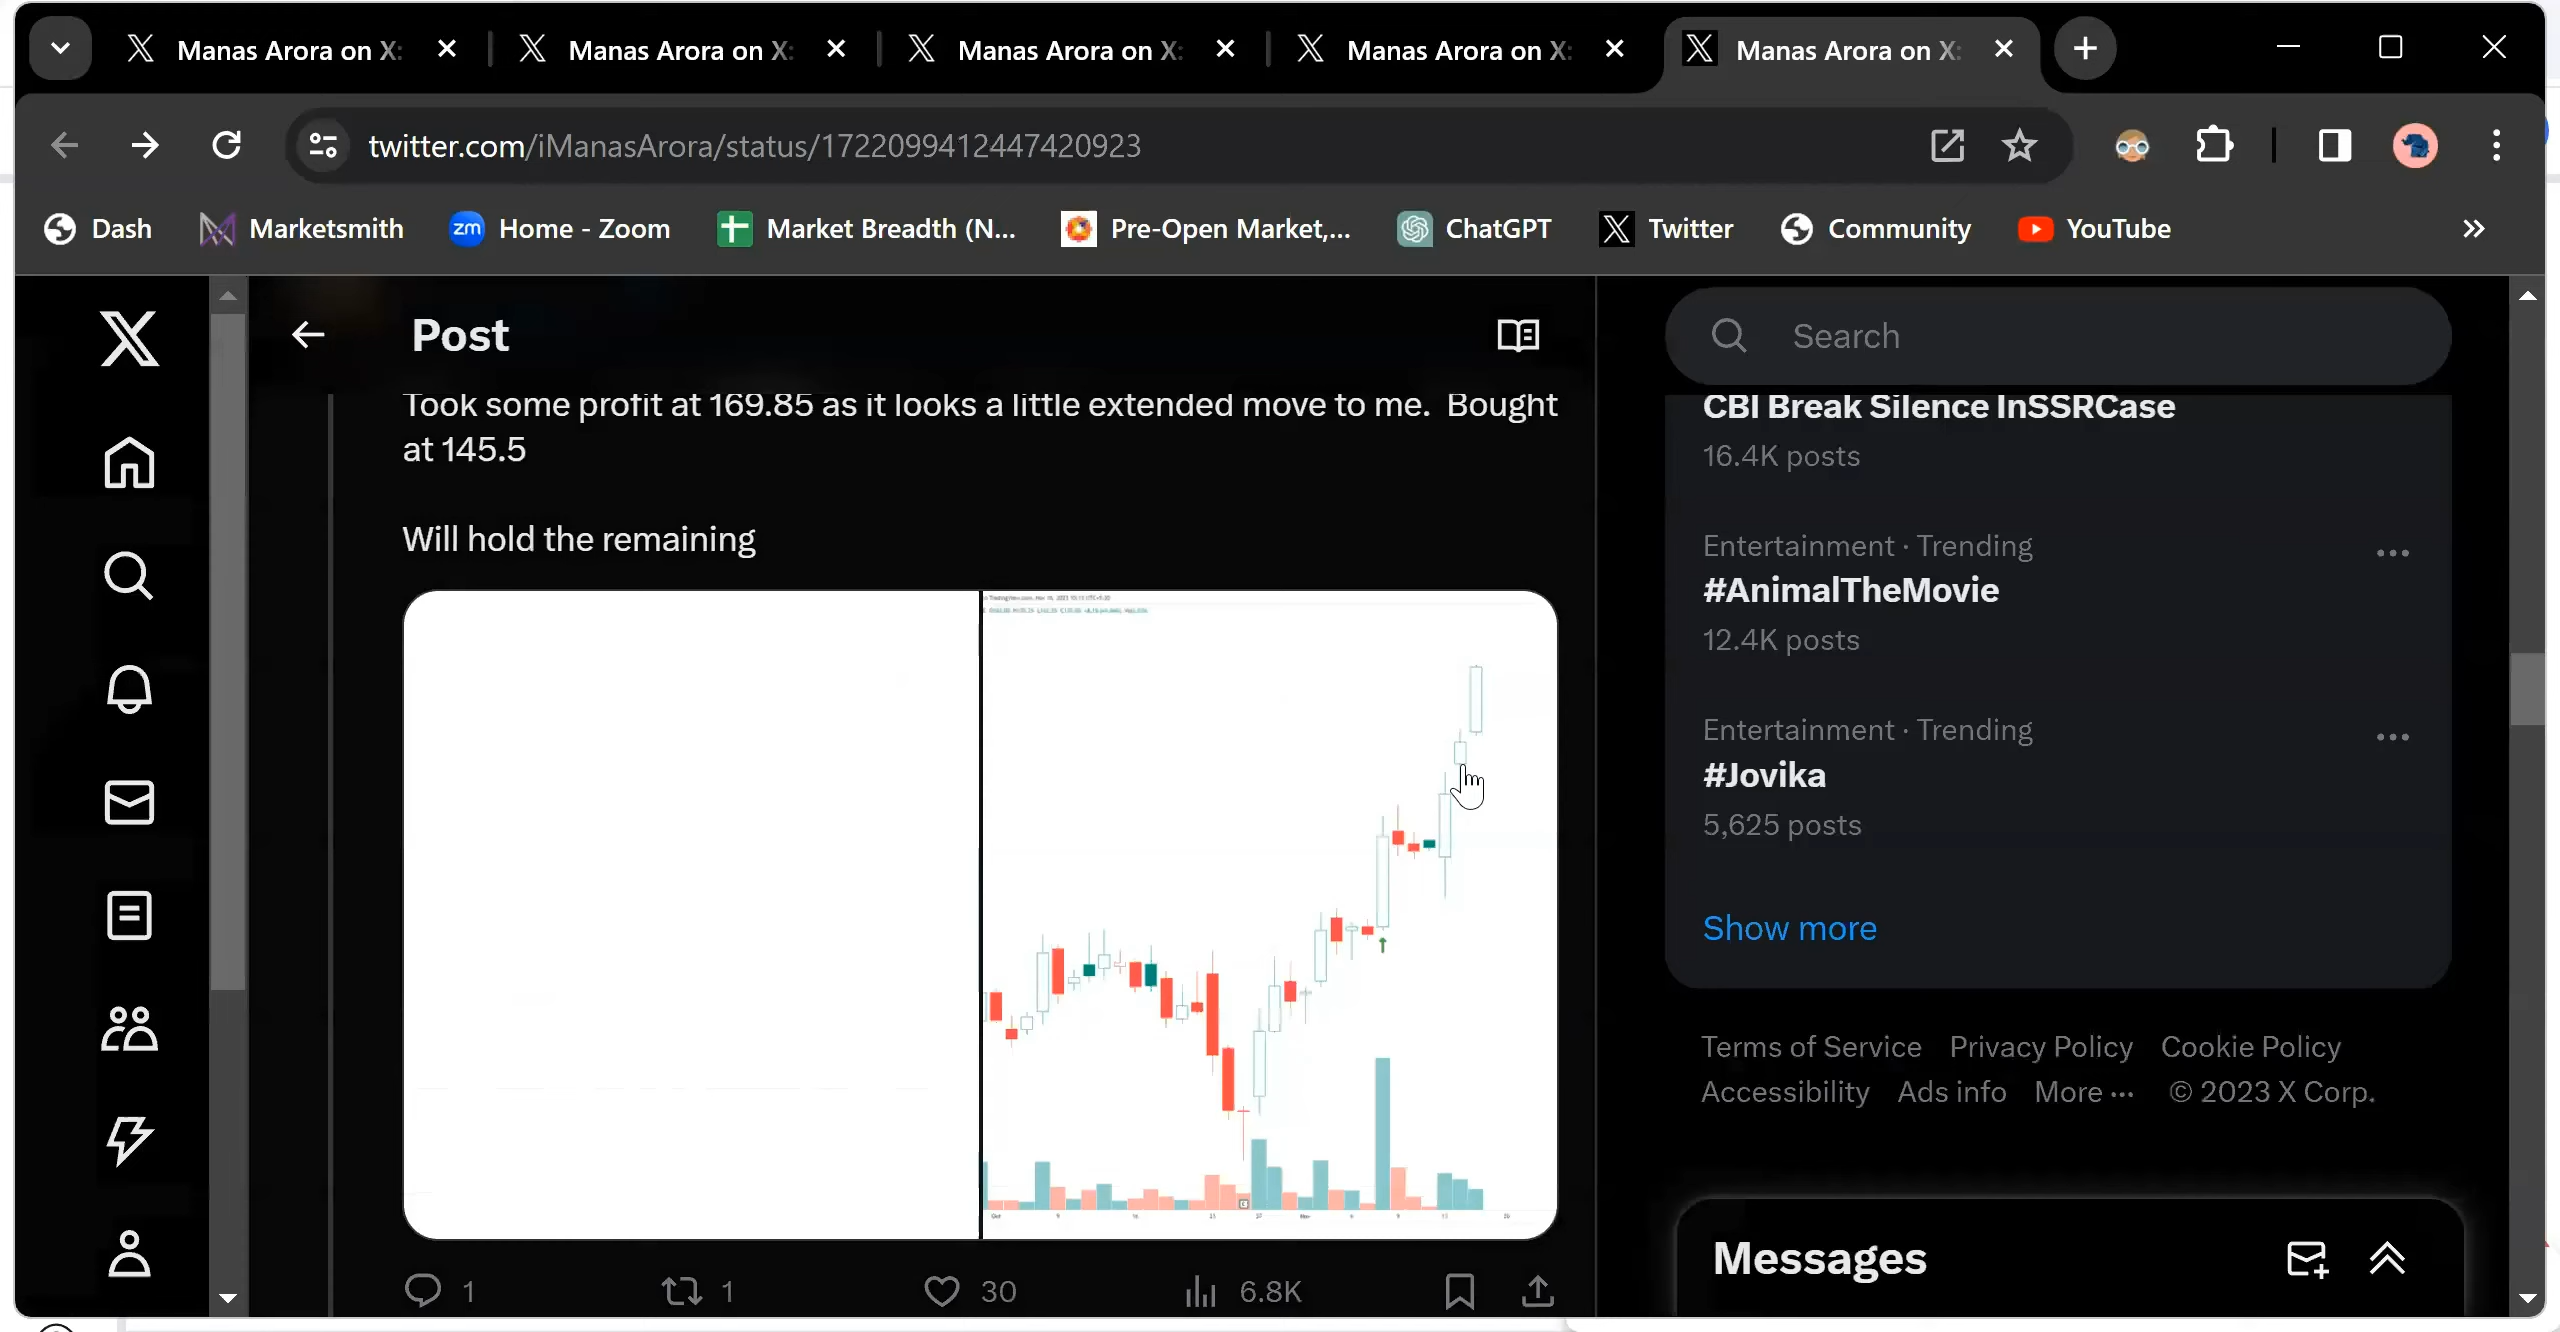 Manas Arora on X:
Manas Arora on X:
Manas Arora on X:
Manas Arora on X:
Manas Arora on X:
twitter.com/iManasArora/status/1722099412447420923
Dash
Marketsmith
zm Home - Zoom
Market Breadth (N...
Pre-Open Market,...
ChatGPT
Twitter
Community
YouTube
Post
Took some profit at 169.85 as it looks a little extended move to me. Bought
at 145.5
Will hold the remaining
1
1
30
6.8K
Search
CBI Break Silence InSSRCase
16.4K posts
Entertainment · Trending
#AnimalTheMovie
12.4K posts
Entertainment · Trending
#Jovika
5,625 posts
Show more
Terms of Service Privacy Policy Cookie Policy
Accessibility Ads info More ··· © 2023 X Corp.
Messages